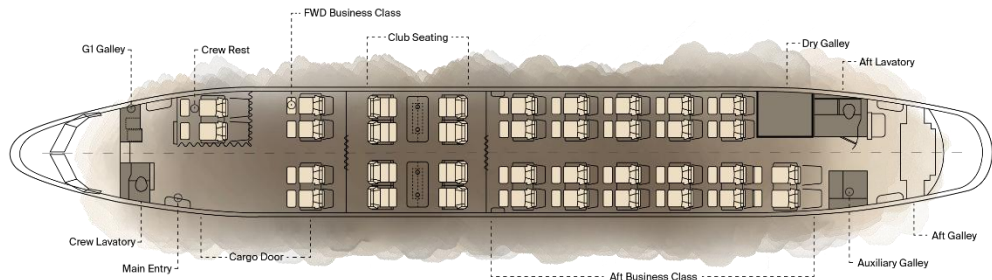 FWD Business Class
G1 Galley
Crew Rest
Club Seating
Dry Galley
Aft Lavatory
Crew Lavatory
Main Entry
Cargo Door
Aft Business Class
Auxiliary Galley
Aft Galley